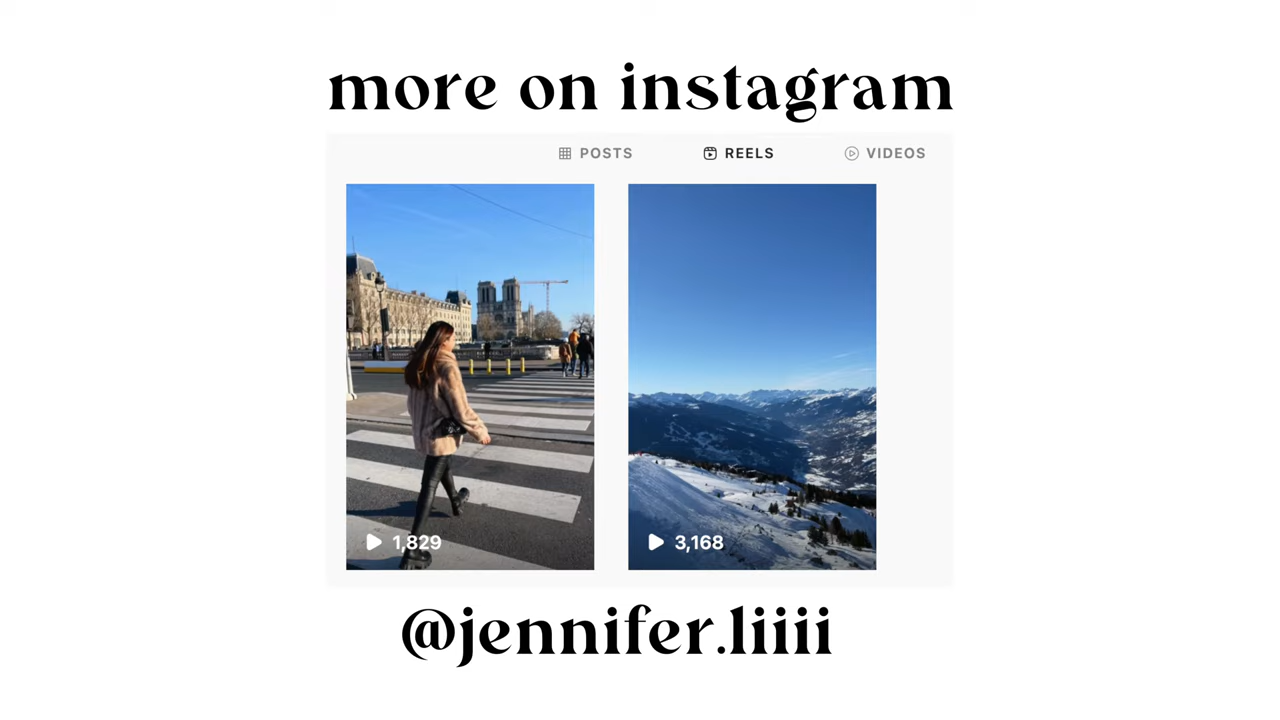 more on instagram
POSTS REELS VIDEOS
1,829 3,168
@jennifer.liiii